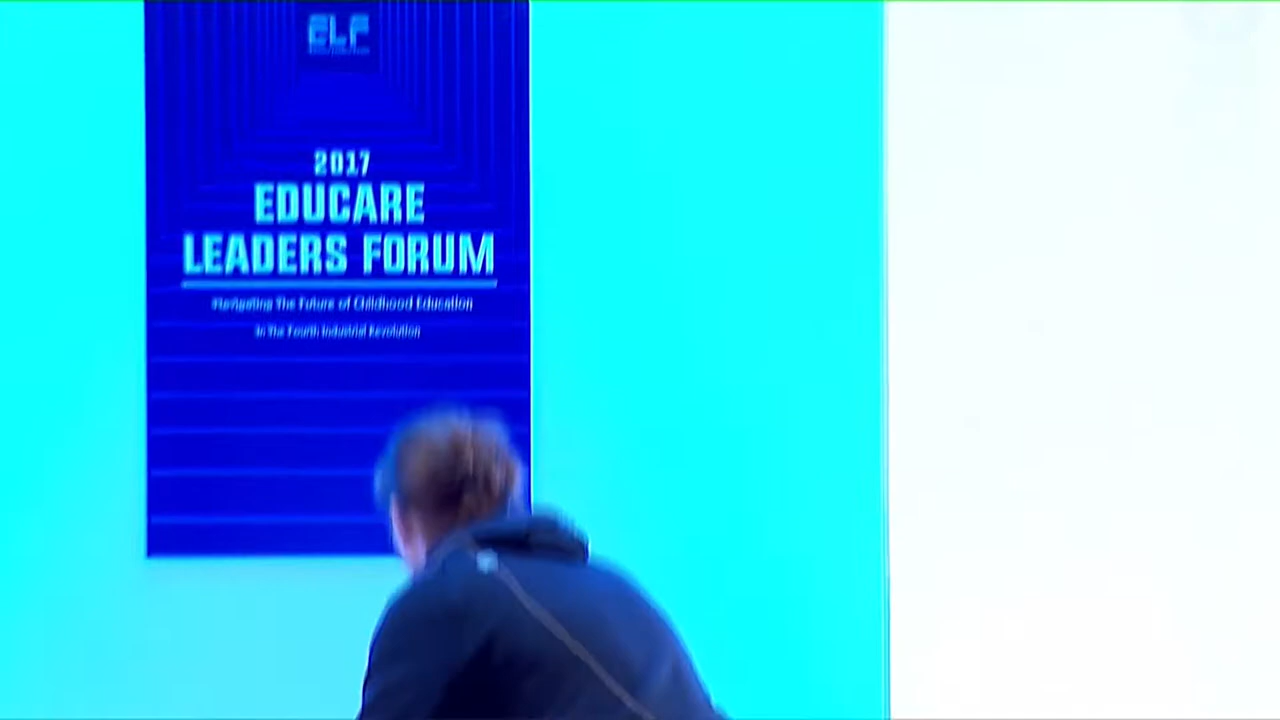 ELF
2017
EDUCARE
LEADERS FORUM
Navigating The Future of Childhood Education
In The Fourth Industrial Revolution